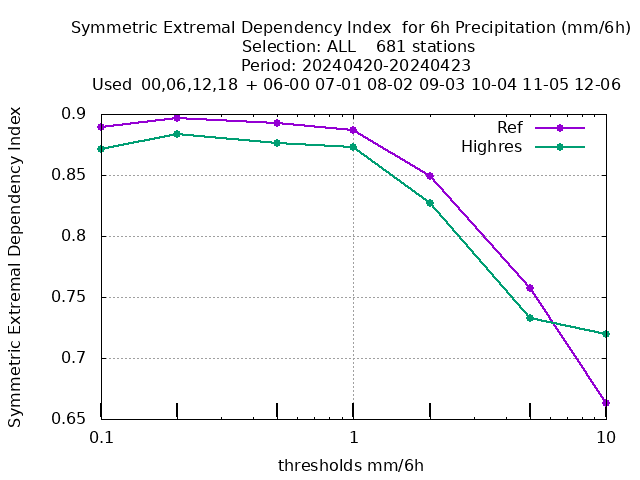 Symmetric Extremal Dependency Index  for 6h Precipitation (mm/6h)
Selection: ALL    681 stations
Period: 20240420-20240423
Used  00,06,12,18  + 06-00 07-01 08-02 09-03 10-04 11-05 12-06
Symmetric Extremal Dependency Index
0.9
0.85
0.8
0.75
0.7
0.65
Ref
Highres
0.1
1
10
thresholds mm/6h